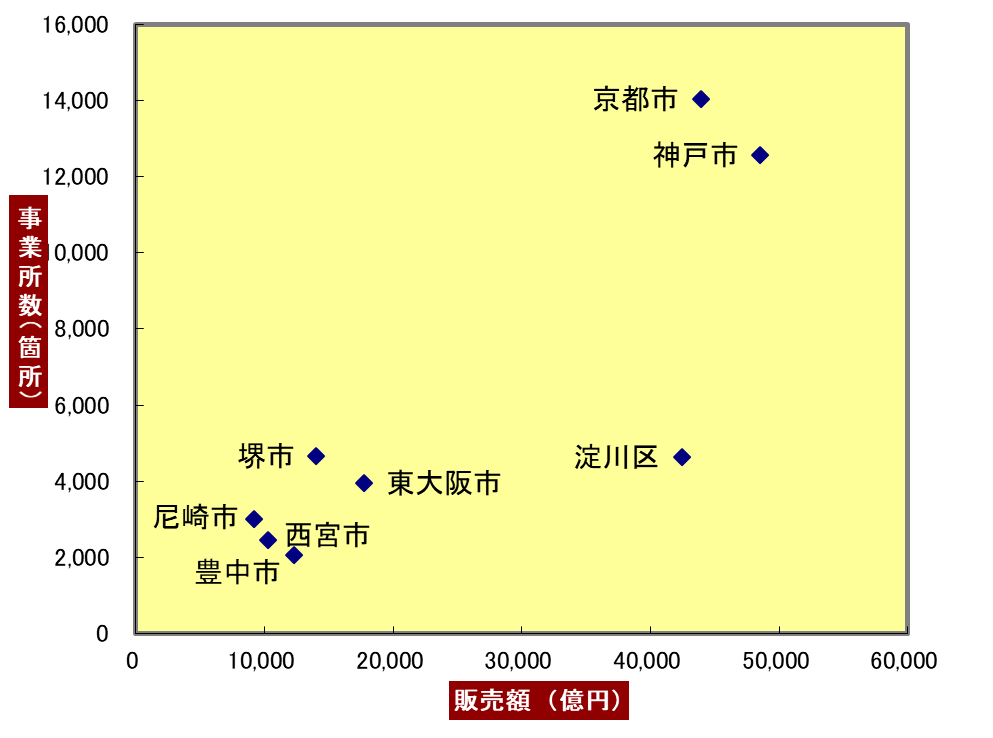 16,000
14,000
12,000
10,000
8,000
6,000
4,000
2,000
0
事業所数(箇所)
京都市
神戸市
堺市
淀川区
東大阪市
尼崎市
西宮市
豊中市
0
10,000
20,000
30,000
40,000
50,000
60,000
販売額（億円）